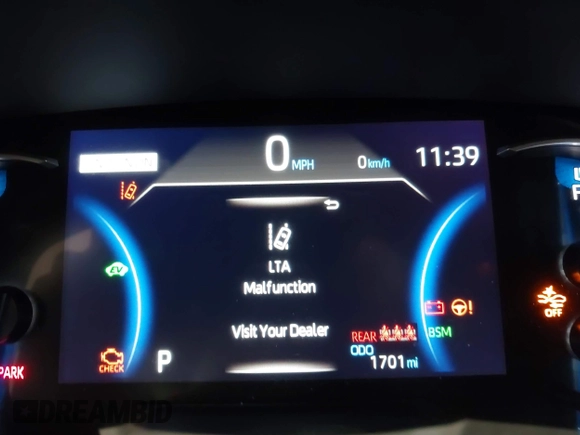 0 MPH
0 km/h
11:39
LTA
Malfunction
EV
Visit Your Dealer
REAR
BSM
ODO
1701 mi
P
CHECK
PARK
OFF
DREAMBID